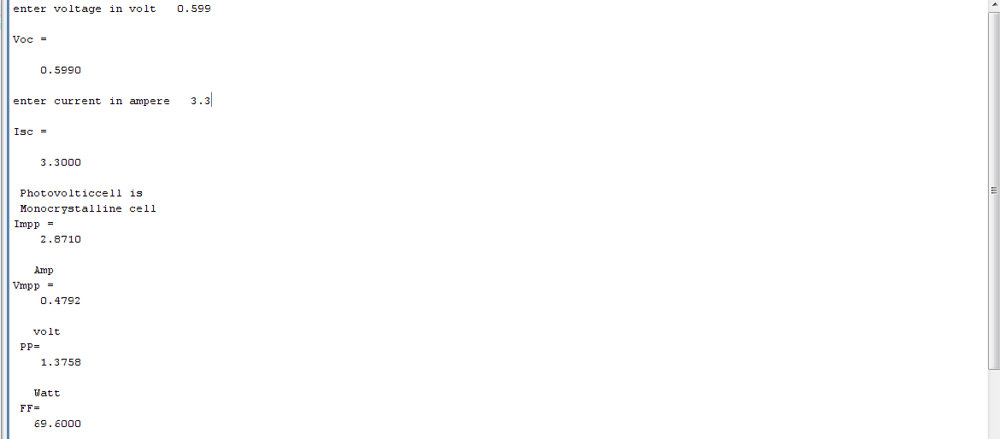 enter voltage in volt   0.599
Voc =
0.5990
enter current in ampere   3.3
Isc =
3.3000
Photovolticcell is
Monocrystalline cell
Impp =
2.8710
Amp
Vmpp =
0.4792
volt
PP=
1.3758
Watt
FF=
69.6000